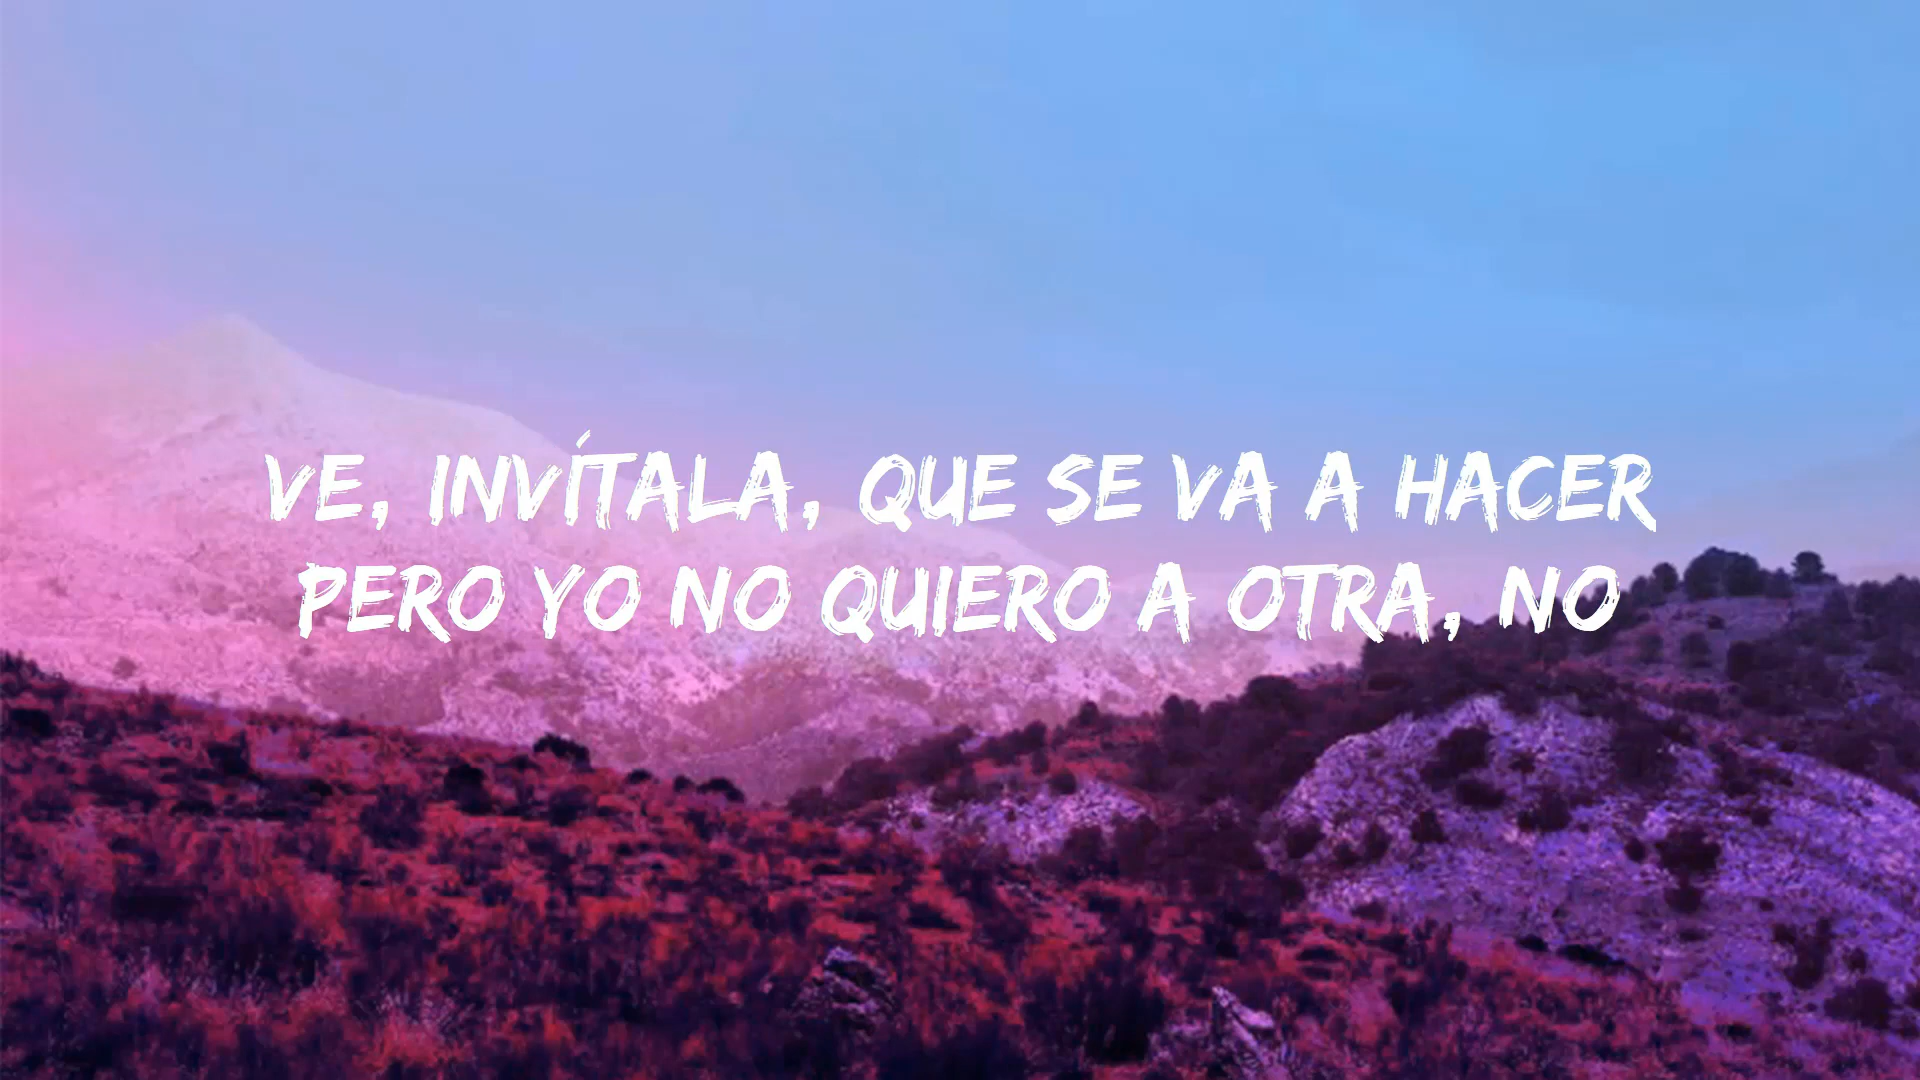 VE, INVÍTALA, QUE SE VA A HACER
PERO YO NO QUIERO A OTRA, NO